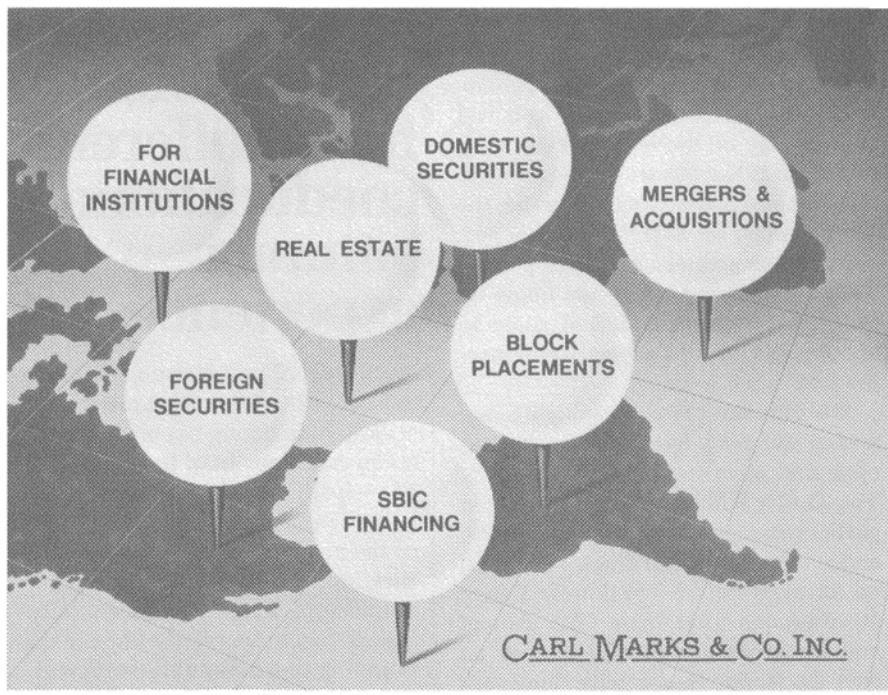 FOR
FINANCIAL
INSTITUTIONS
REAL ESTATE
DOMESTIC
SECURITIES
MERGERS &
ACQUISITIONS
FOREIGN
SECURITIES
BLOCK
PLACEMENTS
SBIC
FINANCING
CARL MARKS & CO. INC.